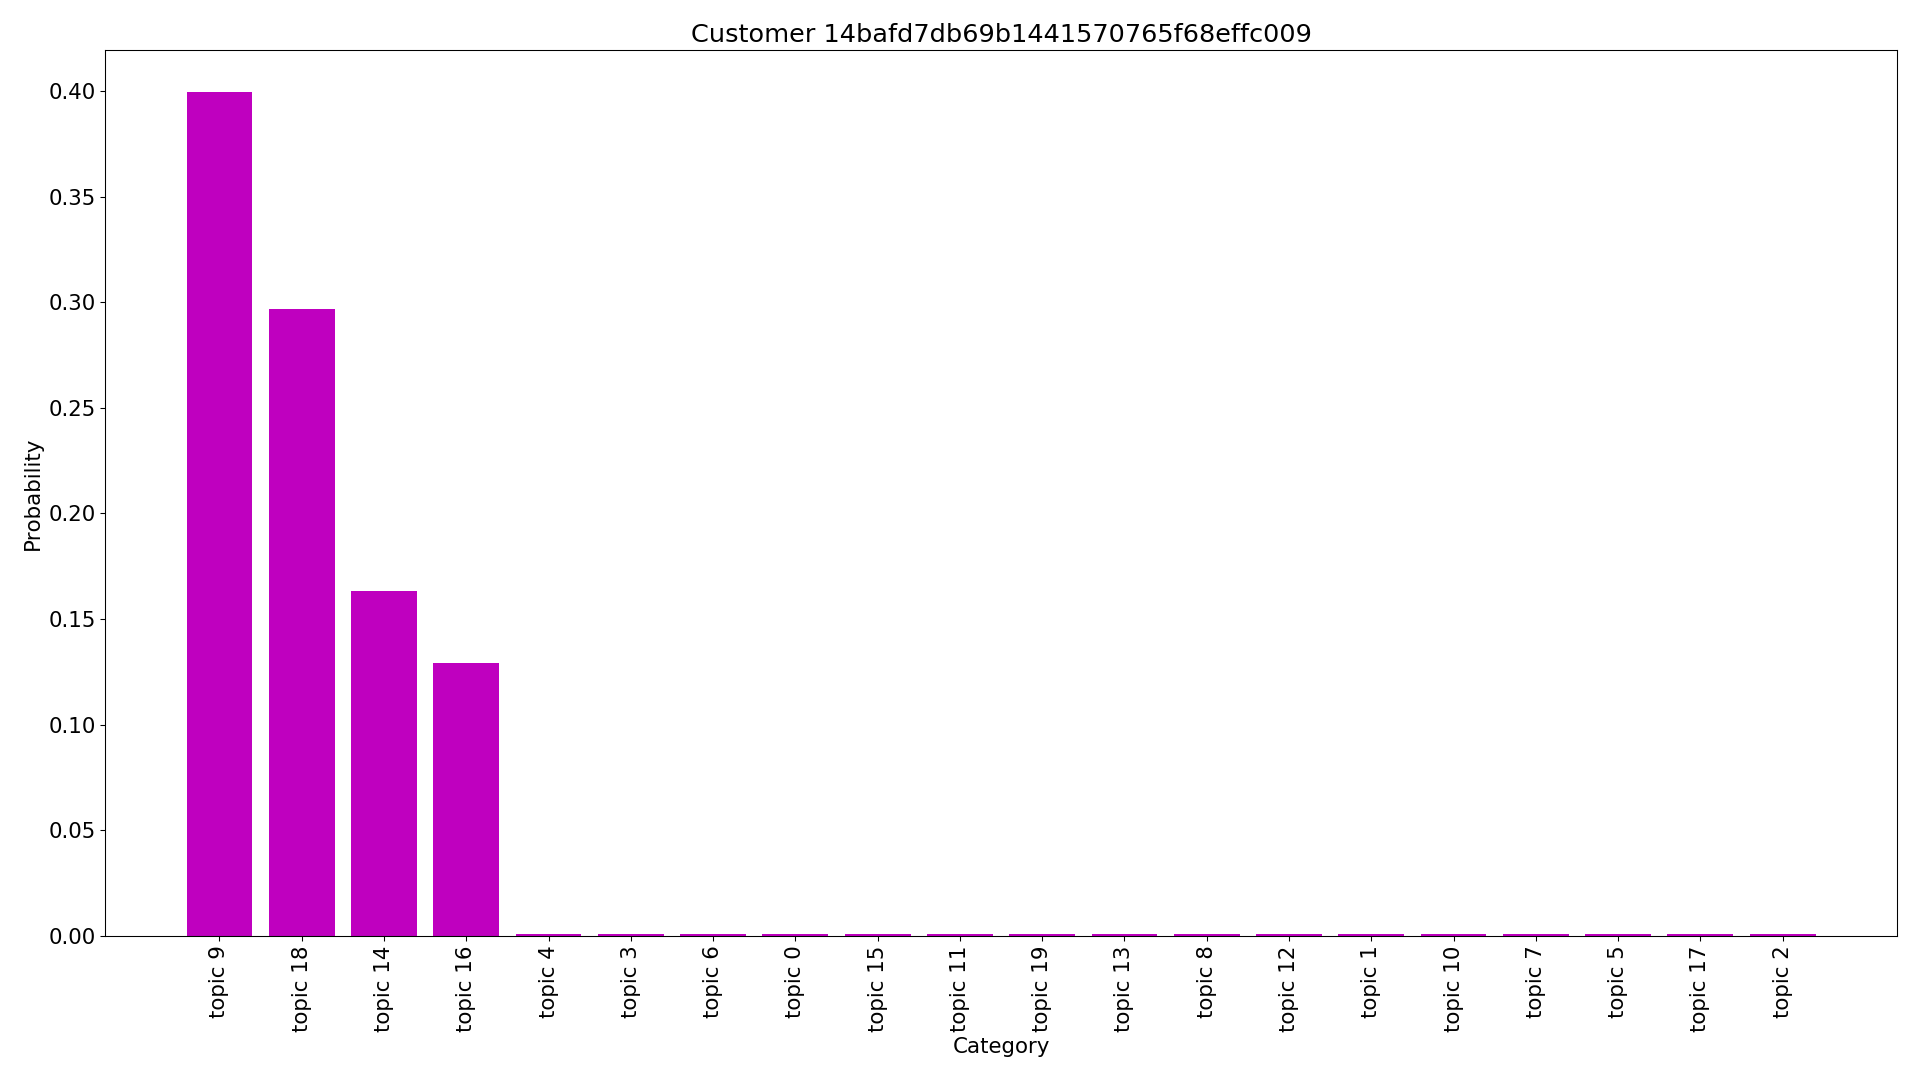 Customer 14bafd7db69b1441570765f68effc009
0.40
0.35
0.30
0.25
0.20
0.15
0.10
0.05
0.00
Probability
topic 9
topic 18
topic 14
topic 16
topic 4
topic 3
topic 6
topic 0
topic 15
topic 11
topic 19
topic 13
topic 8
topic 12
topic 1
topic 10
topic 7
topic 5
topic 17
topic 2
Category